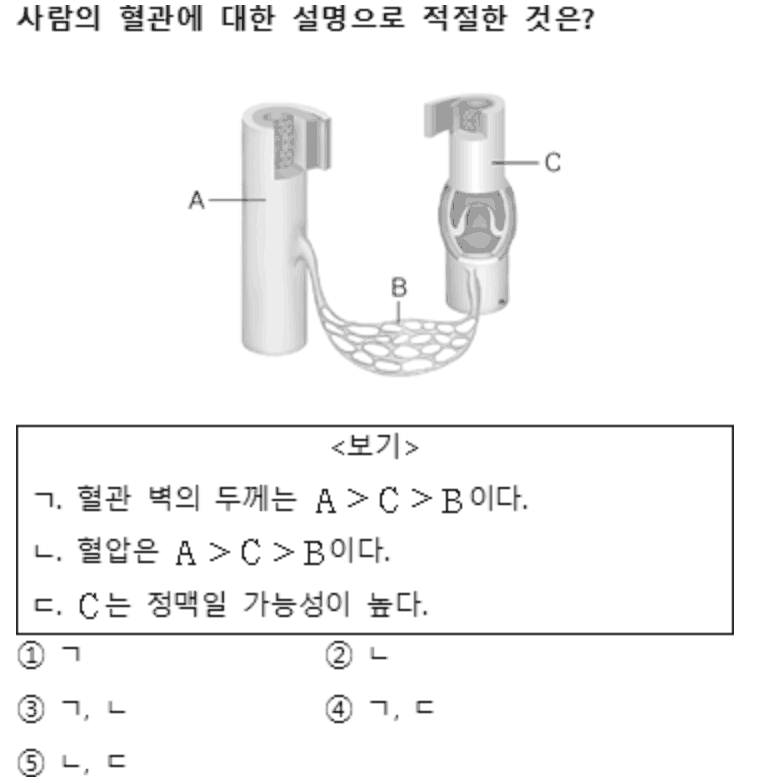 사람의 혈관에 대한 설명으로 적절한 것은?
A
C
B
<보기>
ㄱ. 혈관 벽의 두께는 A > C > B이다.
ㄴ. 혈압은 A > C > B이다.
ㄷ. C는 정맥일 가능성이 높다.
① ㄱ ② ㄴ
③ ㄱ, ㄴ ④ ㄱ, ㄷ
⑤ ㄴ, ㄷ